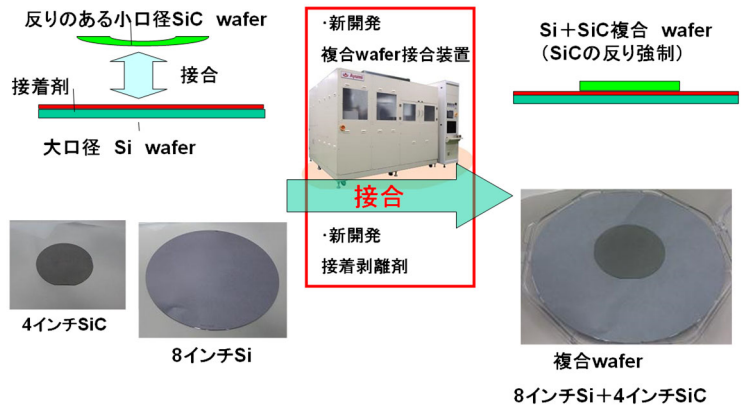 反りのある小口径SiC wafer
接合
接着剤
大口径 Si wafer
4インチSiC
8インチSi
・新開発
複合wafer接合装置
接合
・新開発
接着剥離剤
Si＋SiC複合 wafer
（SiCの反り強制）
複合wafer
8インチSi＋4インチSiC